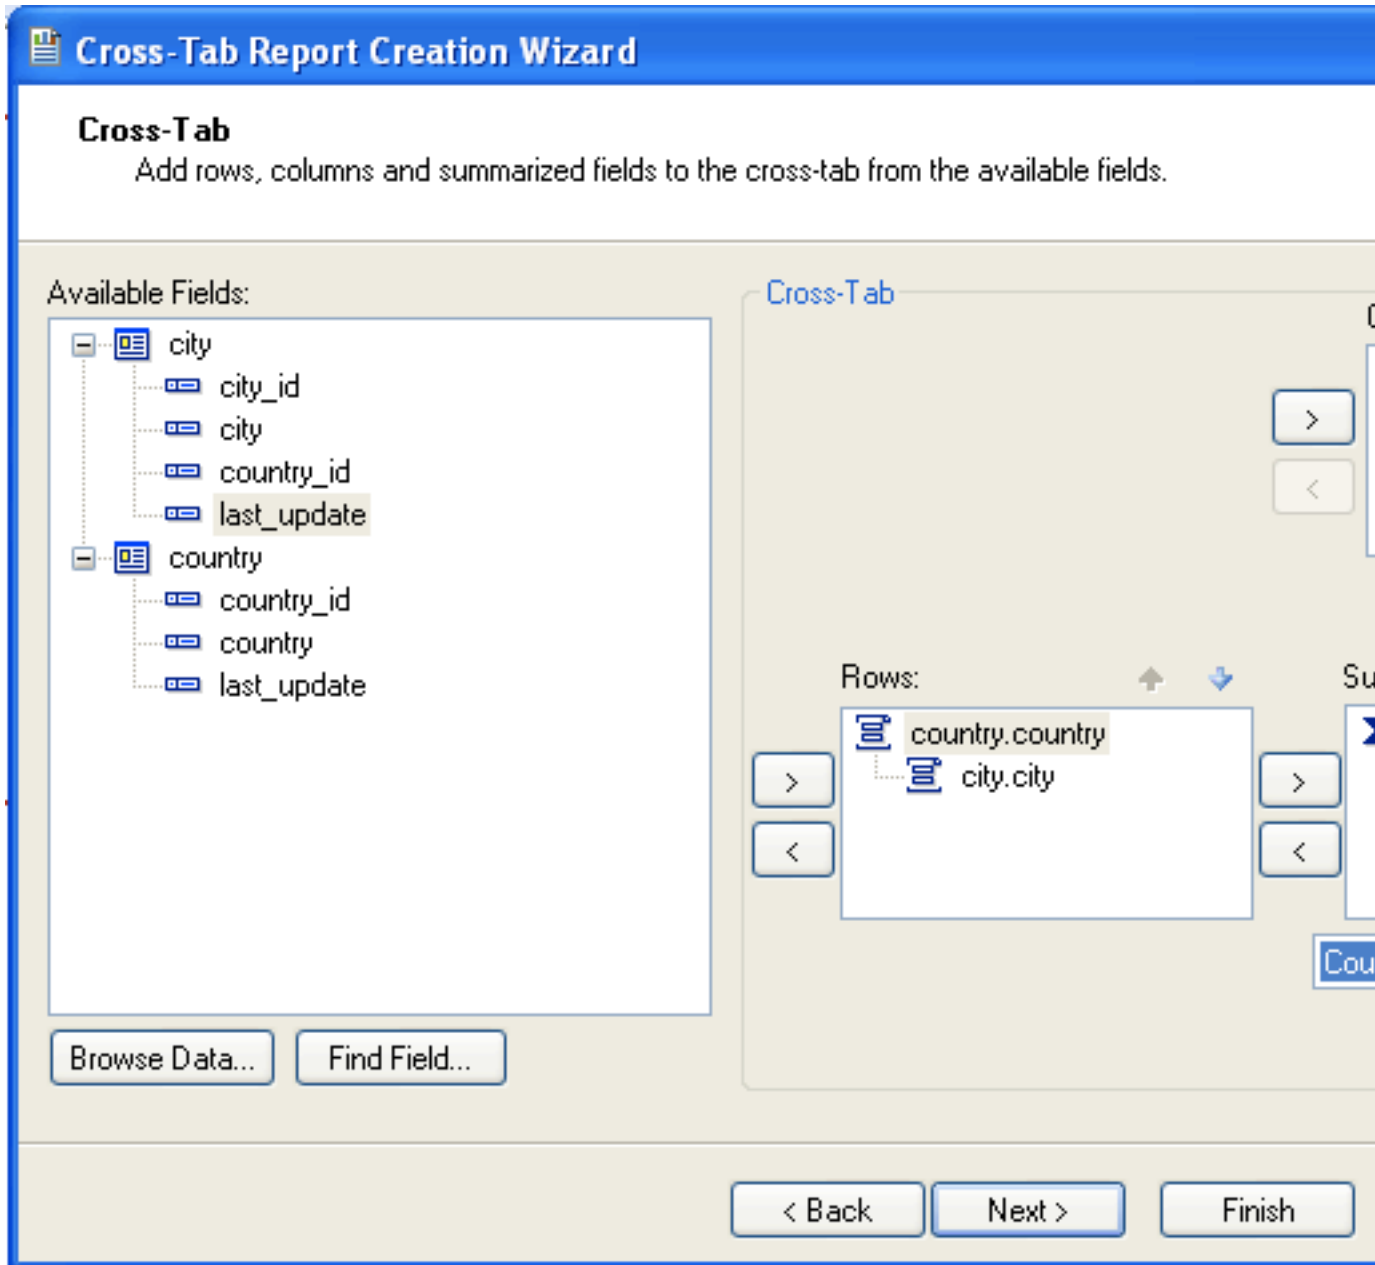 Cross-Tab Report Creation Wizard
Cross-Tab
Add rows, columns and summarized fields to the cross-tab from the available fields.
Available Fields:
Cross-Tab
city
city_id
city
country_id
last_update
country
country_id
country
last_update
>
<
Rows:
country.country
city.city
>
<
>
<
Browse Data...
Find Field...
< Back
Next >
Finish